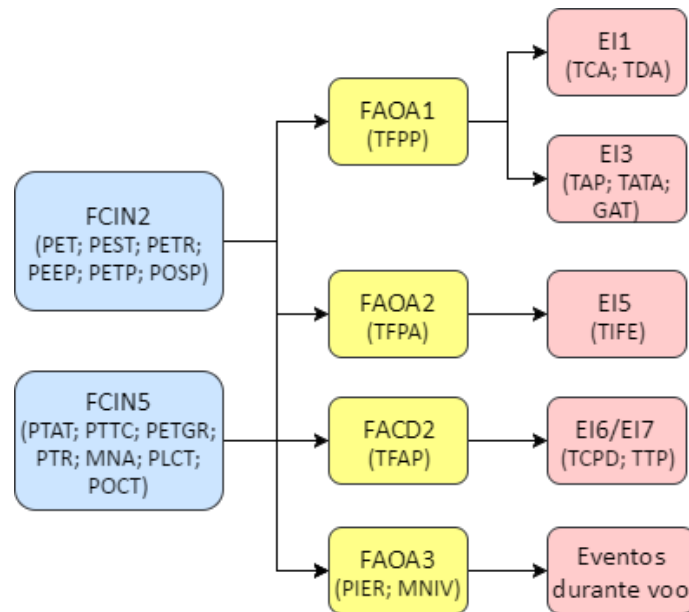 FCIN2
(PET; PEST; PETR;
PEEP; PETP; POSP)
FCIN5
(PTAT; PTTC; PETGR;
PTR; MNA; PLCT;
POCT)
FAOA1
(TFPP)
FAOA2
(TFPA)
FACD2
(TFAP)
FAOA3
(PIER; MNIV)
EI1
(TCA; TDA)
EI3
(TAP; TATA;
GAT)
EI5
(TIFE)
EI6/EI7
(TCPD; TTP)
Eventos
durante voo